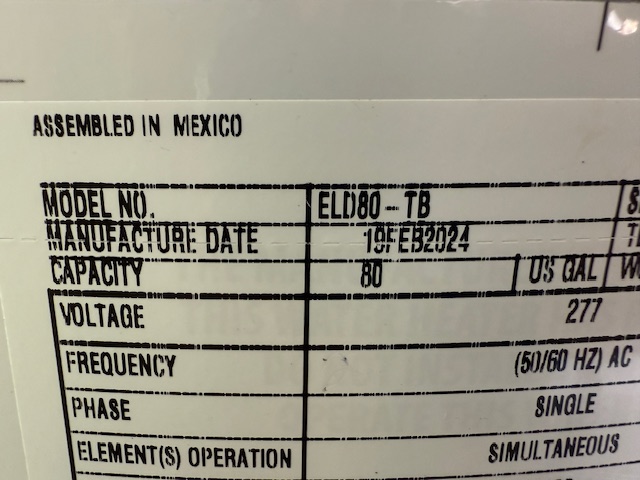 ASSEMBLED IN MEXICO
MODEL NO. ELD80-TB
MANUFACTURE DATE 19FEB2024
CAPACITY 80 US GAL
VOLTAGE 277
FREQUENCY (50/60 HZ) AC
PHASE SINGLE
ELEMENT(S) OPERATION SIMULTANEOUS